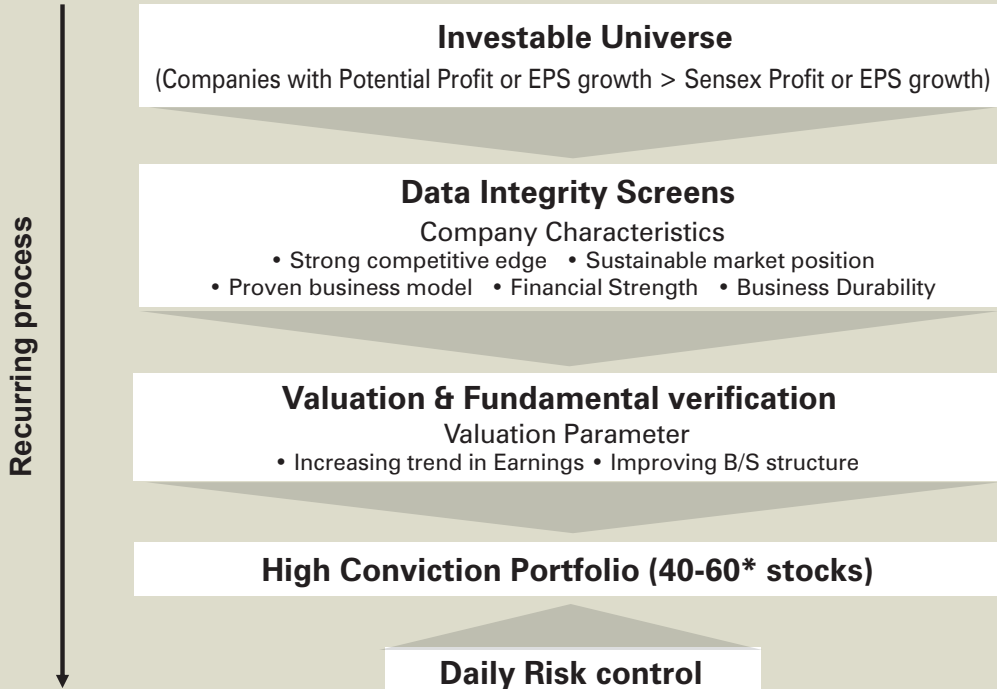 Recurring process
Investable Universe
(Companies with Potential Profit or EPS growth > Sensex Profit or EPS growth)
Data Integrity Screens
Company Characteristics
• Strong competitive edge • Sustainable market position
• Proven business model • Financial Strength • Business Durability
Valuation & Fundamental verification
Valuation Parameter
• Increasing trend in Earnings • Improving B/S structure
High Conviction Portfolio (40-60* stocks)
Daily Risk control